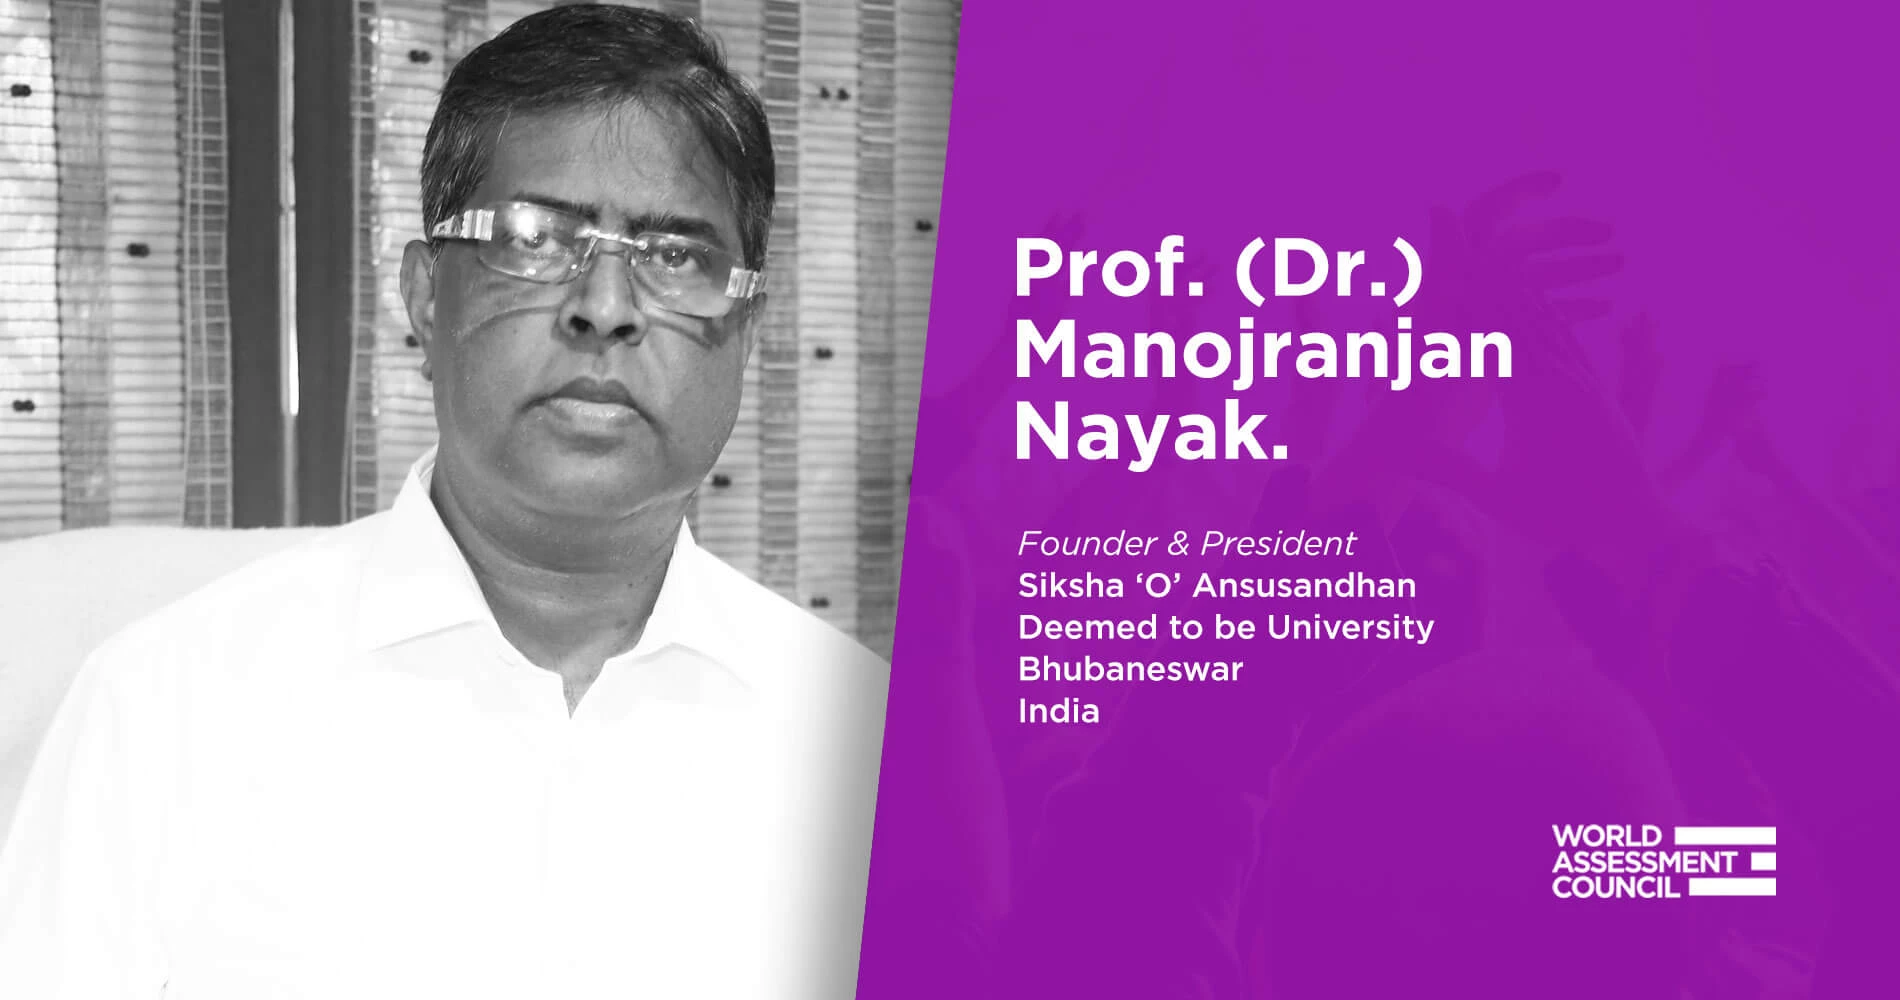 Prof. (Dr.)
Manojranjan
Nayak.
Founder & President
Siksha ‘O’ Ansusandhan
Deemed to be University
Bhubaneswar
India
WORLD
ASSESSMENT
COUNCIL